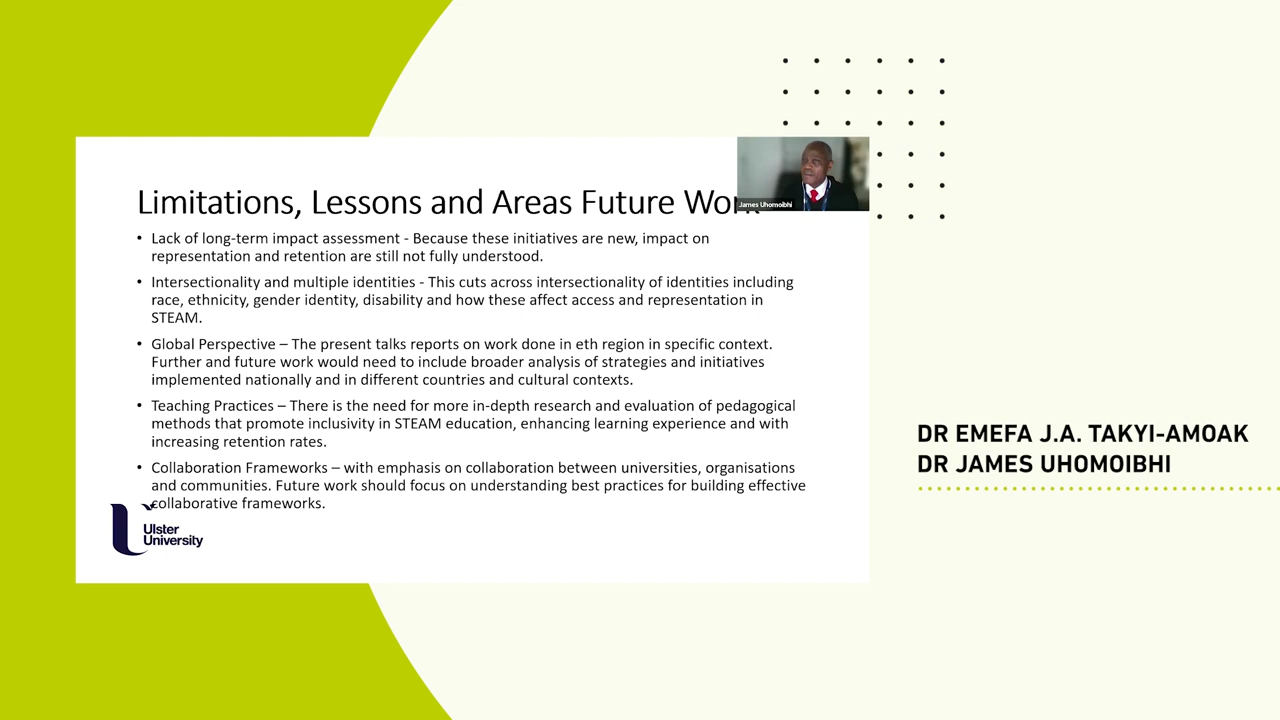 Limitations, Lessons and Areas Future Work
James Uhomoibhi
• Lack of long-term impact assessment - Because these initiatives are new, impact on
representation and retention are still not fully understood.
• Intersectionality and multiple identities - This cuts across intersectionality of identities including
race, ethnicity, gender identity, disability and how these affect access and representation in
STEAM.
• Global Perspective – The present talks reports on work done in eth region in specific context.
Further and future work would need to include broader analysis of strategies and initiatives
implemented nationally and in different countries and cultural contexts.
• Teaching Practices – There is the need for more in-depth research and evaluation of pedagogical
methods that promote inclusivity in STEAM education, enhancing learning experience and with
increasing retention rates.
• Collaboration Frameworks – with emphasis on collaboration between universities, organisations
and communities. Future work should focus on understanding best practices for building effective
collaborative frameworks.
Ulster
University
DR EMEFA J.A. TAKYI-AMOAK
DR JAMES UHOMOIBHI